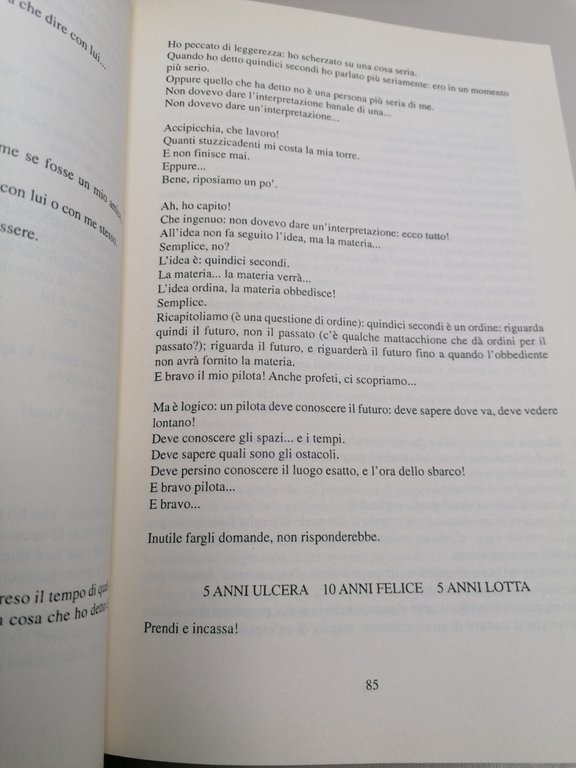 a che dire con lui...
me se fosse un mio amico,
con lui o con me stesso
ssere.
reso il tempo di
a cosa che ho detto
Ho peccato di leggerezza: ho scherzato su una cosa seria.
Quando ho detto quindici secondi ho parlato più seriamente: ero in un momento
più serio.
Oppure quello che ha detto no è una persona più seria di me.
Non dovevo dare l'interpretazione banale di una...
Non dovevo dare un'interpretazione...
Accipicchia, che lavoro!
Quanti stuzzicadenti mi costa la mia torre.
E non finisce mai.
Eppure...
Bene, riposiamo un po'.
Ah, ho capito!
Che ingenuo: non dovevo dare un'interpretazione: ecco tutto!
All'idea non fa seguito l'idea, ma la materia...
Semplice, no?
L'idea è: quindici secondi.
La materia... la materia verrà...
L'idea ordina, la materia obbedisce!
Semplice.
Ricapitoliamo (è una questione di ordine): quindici secondi è un ordine: riguarda
quindi il futuro, non il passato (c'è qualche mattacchione che dà ordini per il
passato?); riguarda il futuro, e riguarderà il futuro fino a quando l'obbediente
non avrà fornito la materia.
E bravo il mio pilota! Anche profeti, ci scopriamo...
Ma è logico: un pilota deve conoscere il futuro: deve sapere dove va, deve vedere
lontano!
Deve conoscere gli spazi... e i tempi.
Deve sapere quali sono gli ostacoli.
Deve persino conoscere il luogo esatto, e l'ora dello sbarco!
E bravo pilota...
E bravo...
Inutile fargli domande, non risponderebbe.
5 ANNI ULCERA 10 ANNI FELICE 5 ANNI LOTTA
Prendi e incassa!
85